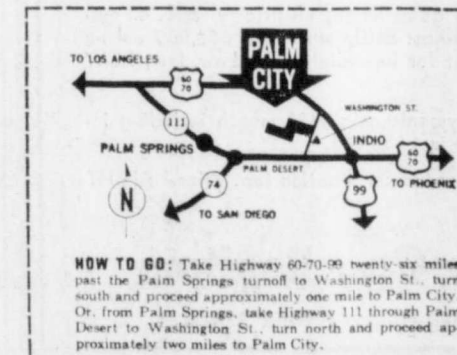 PALM
CITY
TO LOS ANGELES
60
70
WASHINGTON ST.
111
PALM SPRINGS
INDIO
60
70
PALM DESERT
TO PHOENIX
74
99
N
TO SAN DIEGO
HOW TO GO: Take Highway 60-70-99 twenty-six miles
past the Palm Springs turnoff to Washington St., turn
south and proceed approximately one mile to Palm City.
Or, from Palm Springs, take Highway 111 through Palm
Desert to Washington St., turn north and proceed ap-
proximately two miles to Palm City.